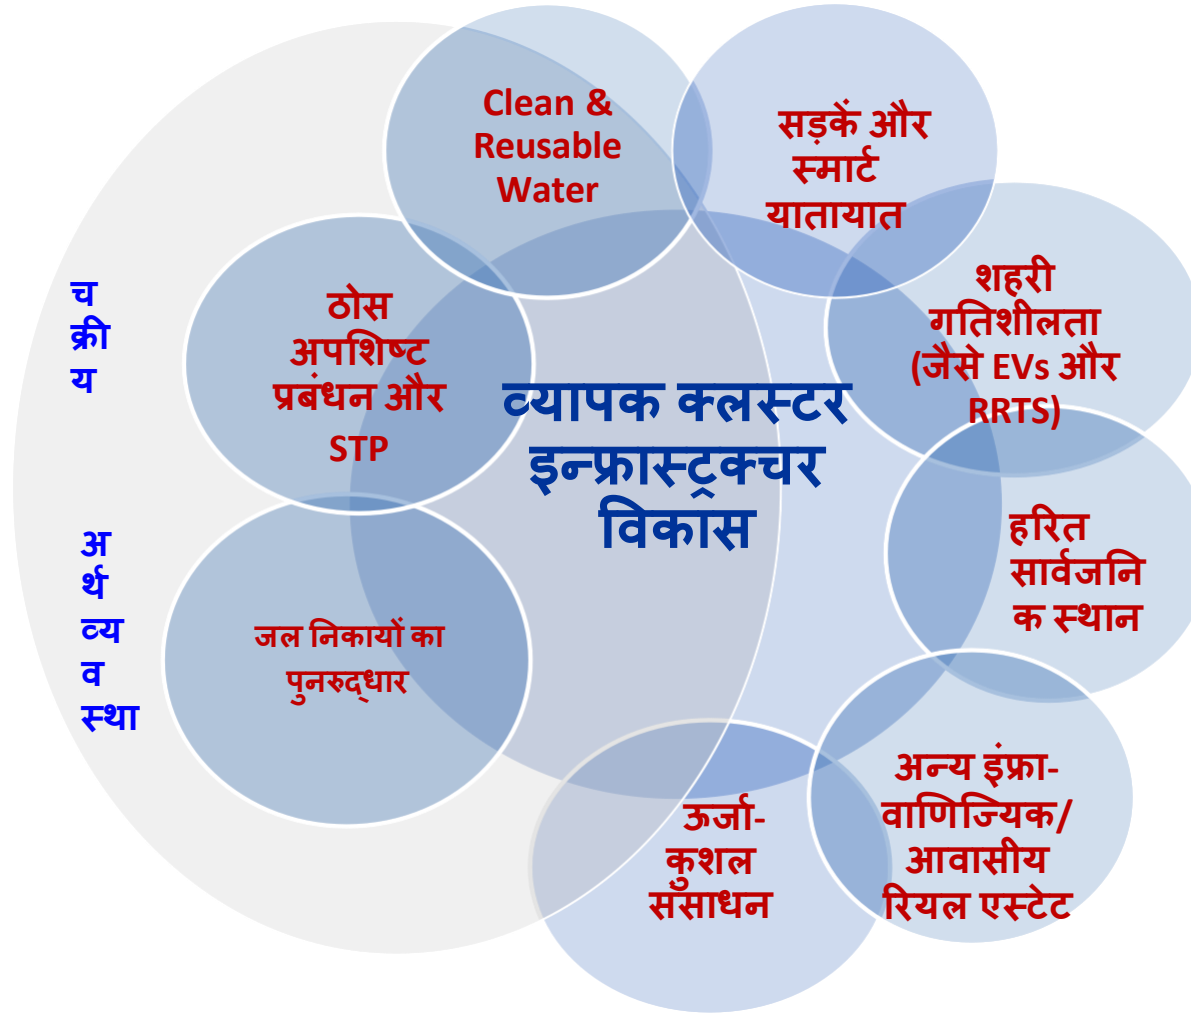 Clean &
Reusable
Water
सड़कें और
स्मार्ट
यातायात
शहरी
गतिशीलता
(जैसे EVs और
RRTS)
हरित
सार्वजनि
क स्थान
अन्य इंफ्रा-
वाणिज्यिक/
आवासीय
रियल एस्टेट
ऊर्जा-
कुशल
संसाधन
जल निकायों का
पुनरुद्धार
ठोस
अपशिष्ट
प्रबंधन और
STP
व्यापक क्लस्टर
इन्फ्रास्ट्रक्चर
विकास
च
क्री
य
अ
र्थ
व्य
व
स्था